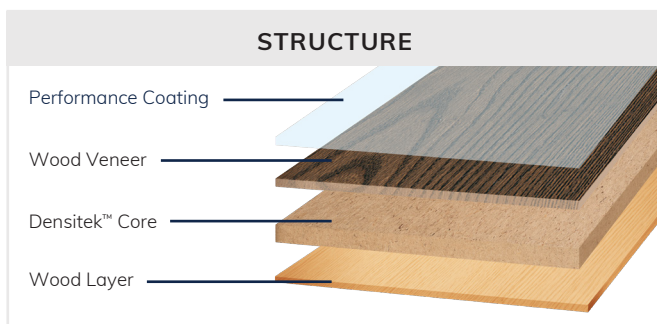 STRUCTURE
Performance Coating
Wood Veneer
Densitek™ Core
Wood Layer